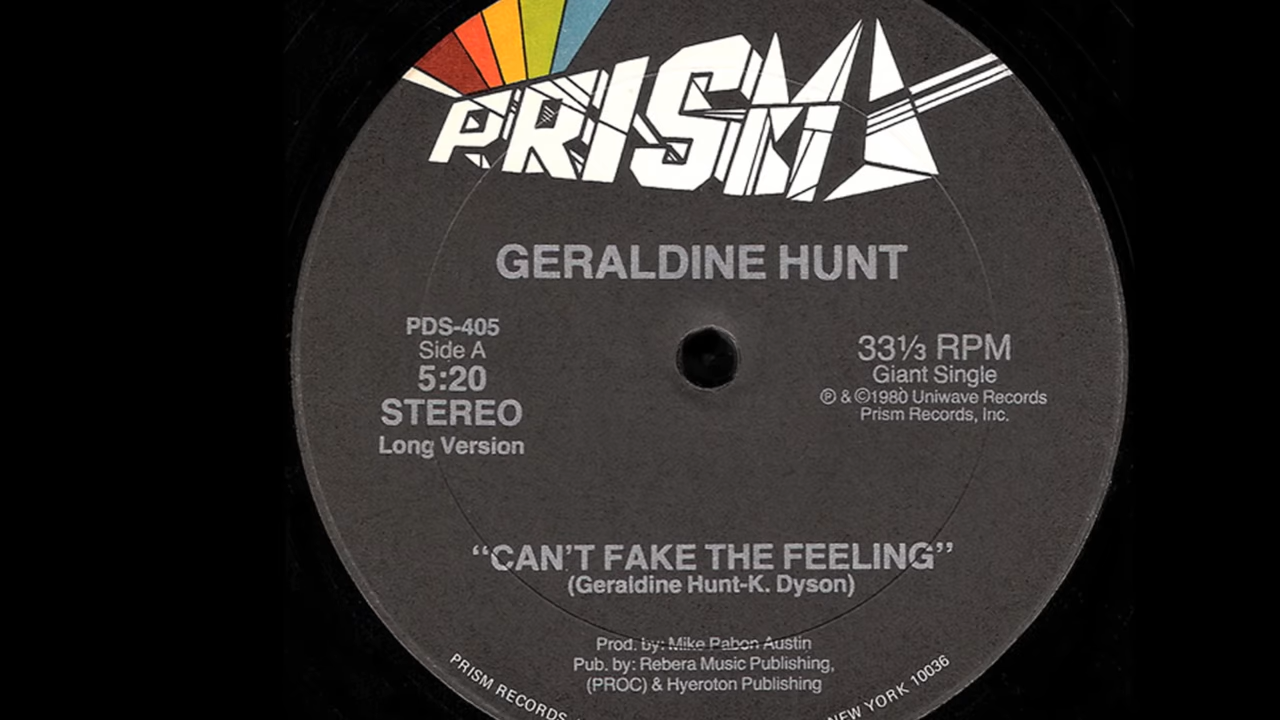 PRISM
GERALDINE HUNT
PDS-405
Side A
5:20
STEREO
Long Version
33⅓ RPM
Giant Single
℗ & ©1980 Uniwave Records
Prism Records, Inc.
“CAN'T FAKE THE FEELING”
(Geraldine Hunt-K. Dyson)
Prod. by: Mike Pabon Austin
Pub. by: Rebera Music Publishing,
(PROC) & Hyeroton Publishing
PRISM RECORDS NEW YORK 10036